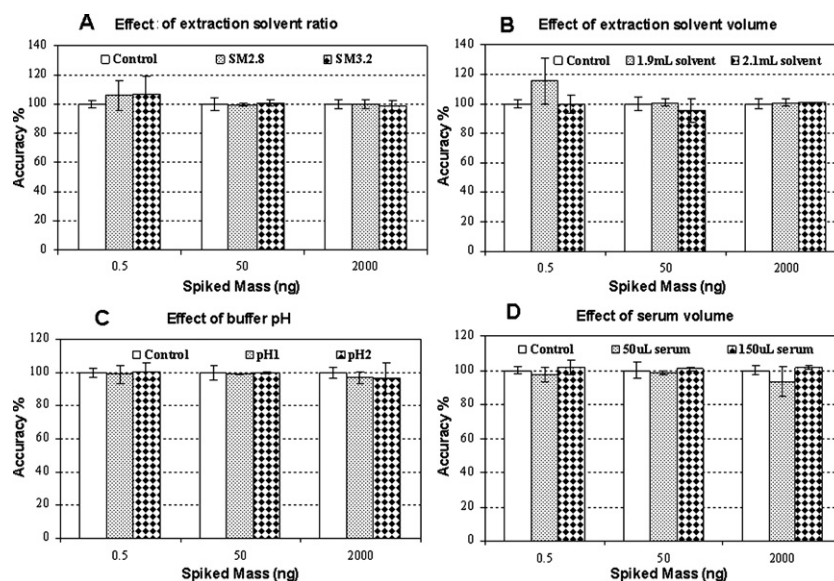 A
Effect of extraction solvent ratio
140
120
100
80
60
40
20
0
Accuracy %
Control
SM2.8
SM3.2
0.5
50
2000
Spiked Mass (ng)
B
Effect of extraction solvent volume
140
120
100
80
60
40
20
0
Accuracy %
Control
1.9mL solvent
2.1mL solvent
0.5
50
2000
Spiked Mass (ng)
C
Effect of buffer pH
120
100
80
60
40
20
0
Accuracy %
Control
pH1
pH2
0.5
50
2000
Spiked Mass (ng)
D
Effect of serum volume
120
100
80
60
40
20
0
Accuracy %
Control
50uL serum
150uL serum
0.5
50
2000
Spiked Mass (ng)